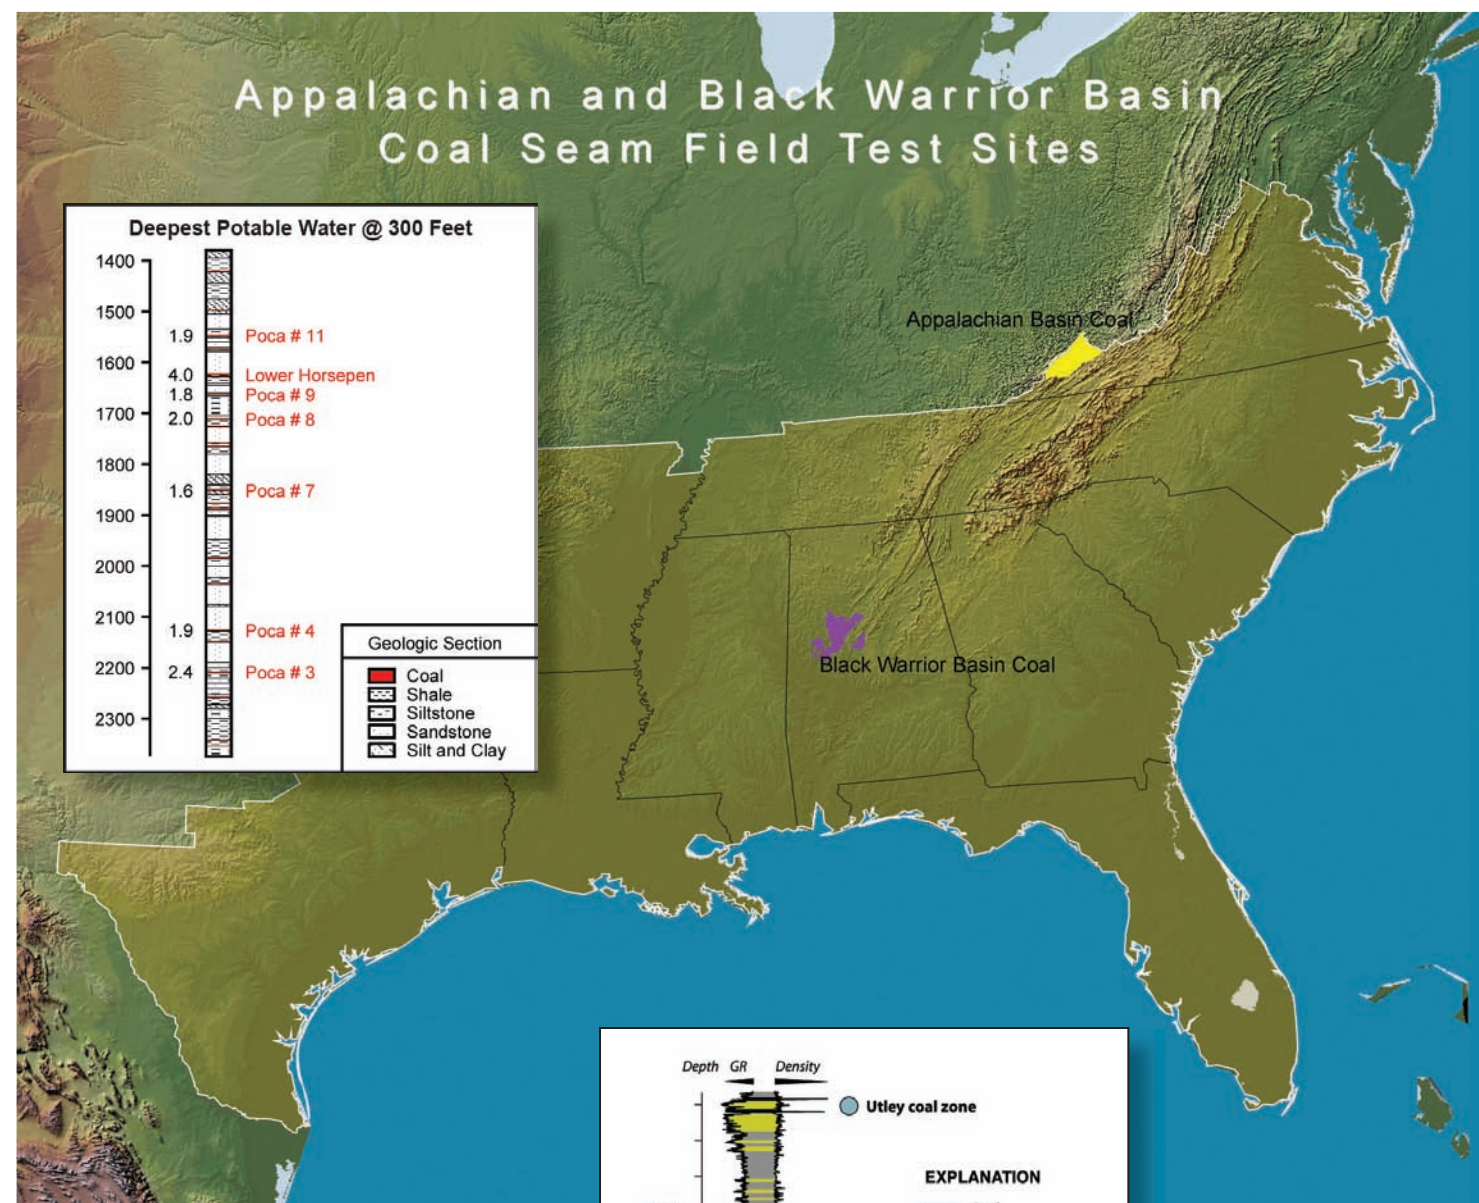 Appalachian and Black Warrior Basin
Coal Seam Field Test Sites
Deepest Potable Water @ 300 Feet
1400
1500
1.9 Poca # 11
1600
4.0 Lower Horsepen
1.8 Poca # 9
1700
2.0 Poca # 8
1800
1.6 Poca # 7
1900
2000
2100
1.9 Poca # 4
2200 2.4 Poca # 3
2300
Geologic Section
Coal
Shale
Siltstone
Sandstone
Silt and Clay
Appalachian Basin Coal
Black Warrior Basin Coal
Depth GR Density
Utley coal zone
EXPLANATION